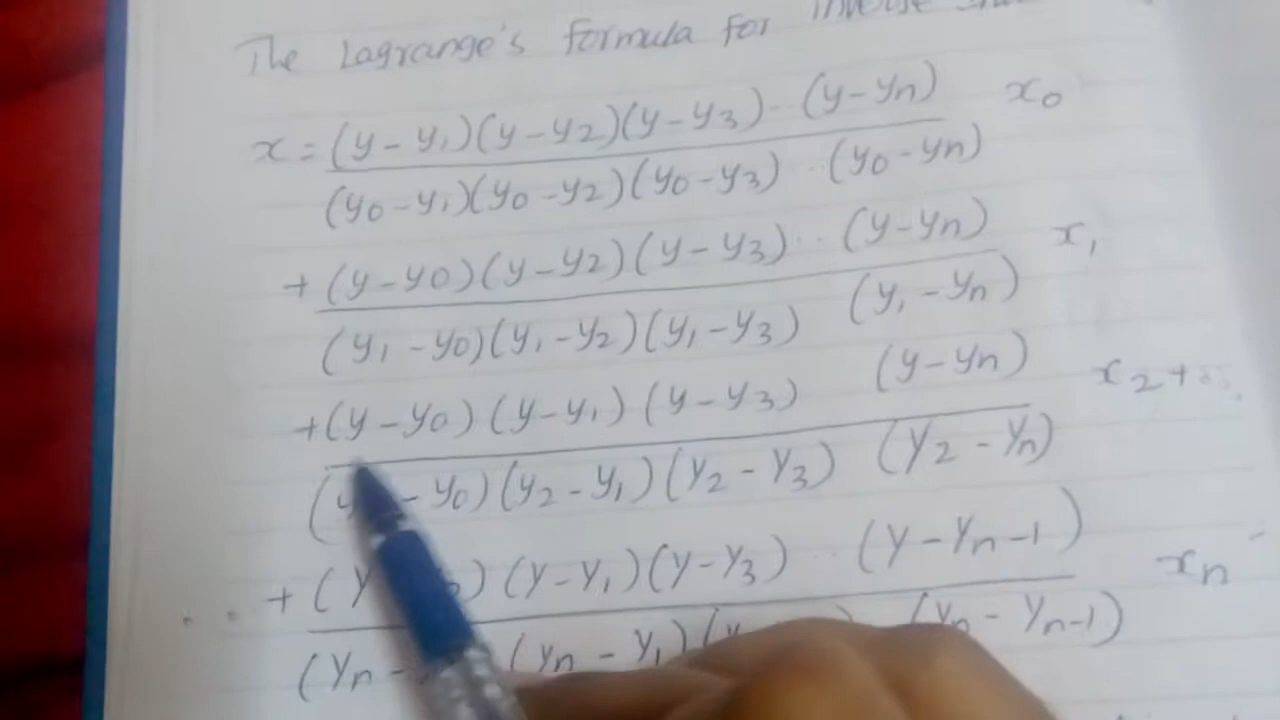 The Lagrange's formula for
x = (y - y₁)(y - y₂)(y - y₃) ·· (y - yn) x₀
(y0 - y₁)(y0 - y₂)(y0 - y₃) ·· (y0 - yn)
+ (y - y0)(y - y₂)(y - y₃) ·· (y - yn) x₁
(y₁ - y0)(y₁ - y₂)(y₁ - y₃) (y₁ - yn)
+ (y - y0)(y - y₁)(y - y₃) (y - yn) x₂ + ..
- y0)(y₂ - y₁)(y₂ - y₃) (y₂ - yn)
.. + (y )(y - y₁)(y - y₃) ·· (y - yn-1) xn
(yn - (yn - y₁)( (yn - yn-1)